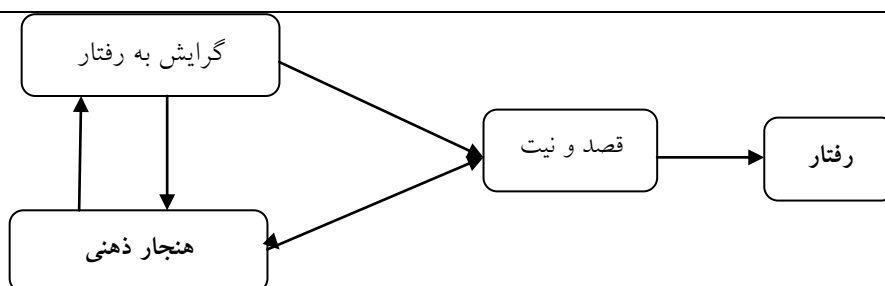 گرایش به رفتار
قصد و نیت
رفتار
هنجار ذهنی